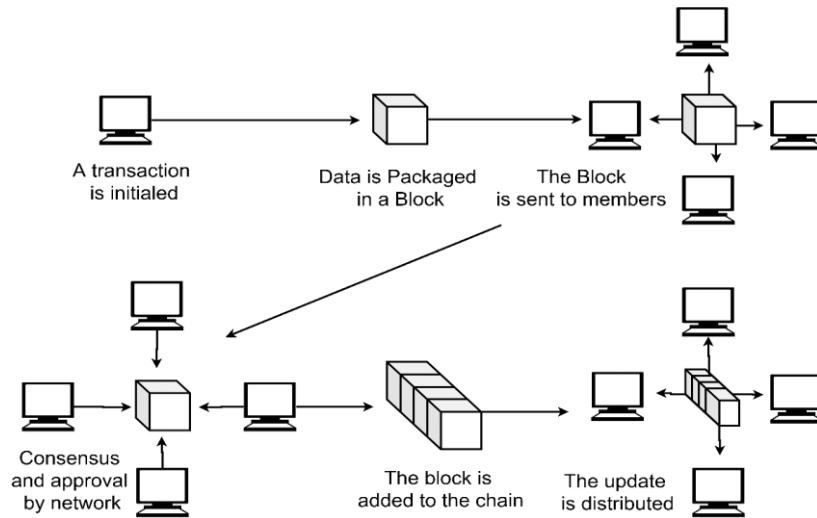 A transaction
is initialed
Data is Packaged
in a Block
The Block
is sent to members
Consensus
and approval
by network
The block is
added to the chain
The update
is distributed